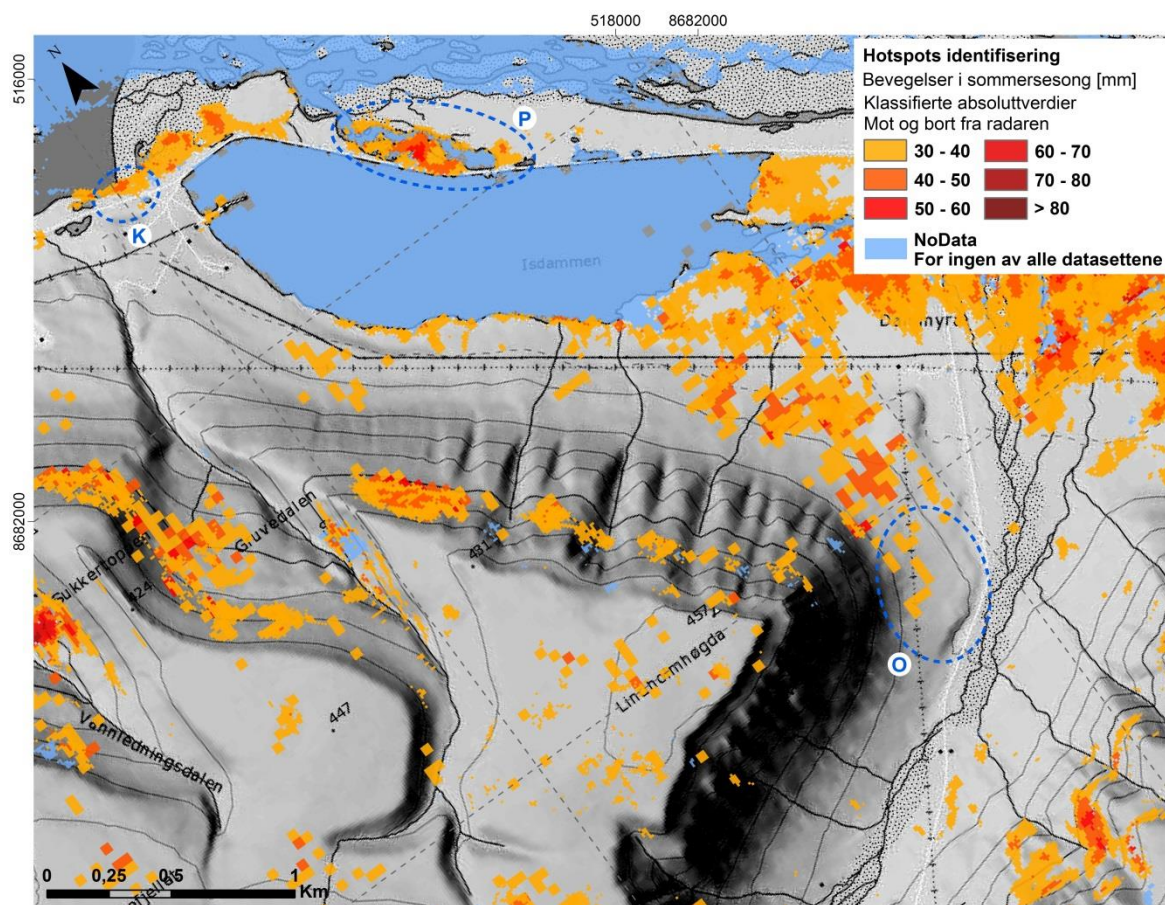 518000 8682000
516000
8682000
N
Hotspots identifisering
Bevegelser i sommersesong [mm]
Klassifierte absoluttverdier
Mot og bort fra radaren
30 - 40
60 - 70
40 - 50
70 - 80
50 - 60
> 80
NoData
For ingen av alle datasettene
P
K
Isdammen
Gruvedalen
Sukkertoppen
424
431
457
447
Vannledningsdalen
O
0 0,25 0,5 1
Km